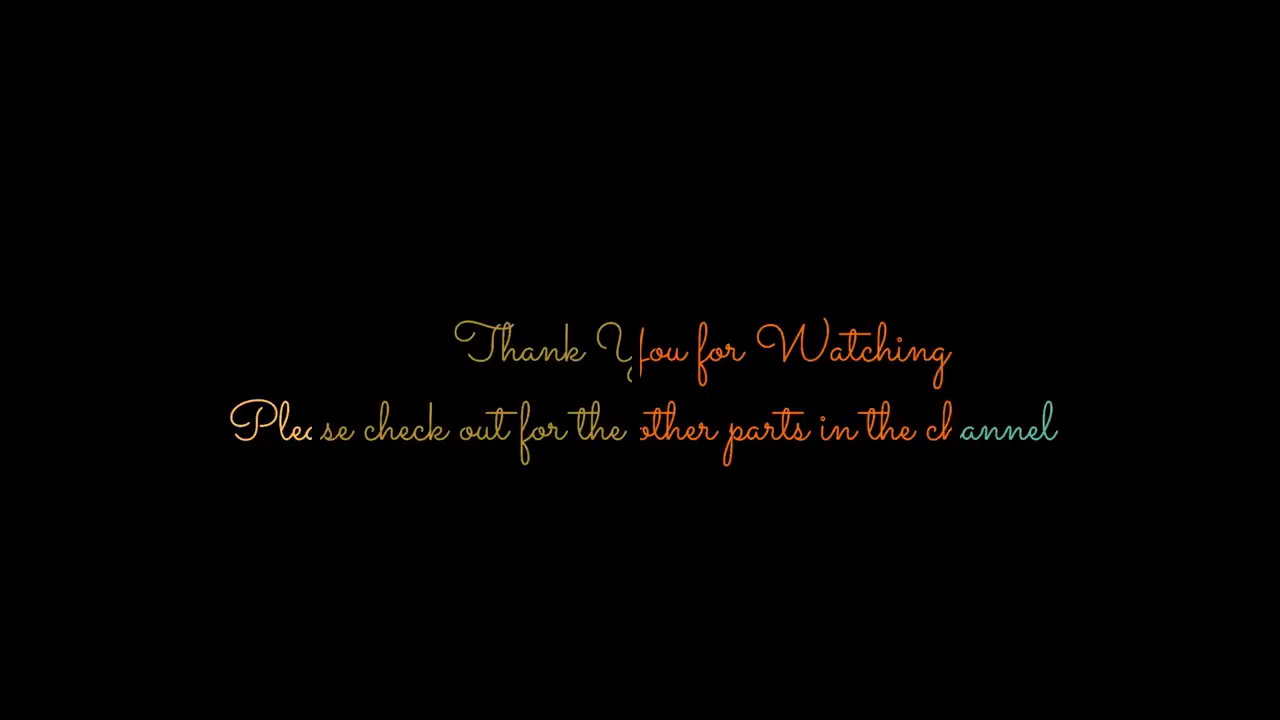 Thank You for Watching
Please check out for the other parts in the channel